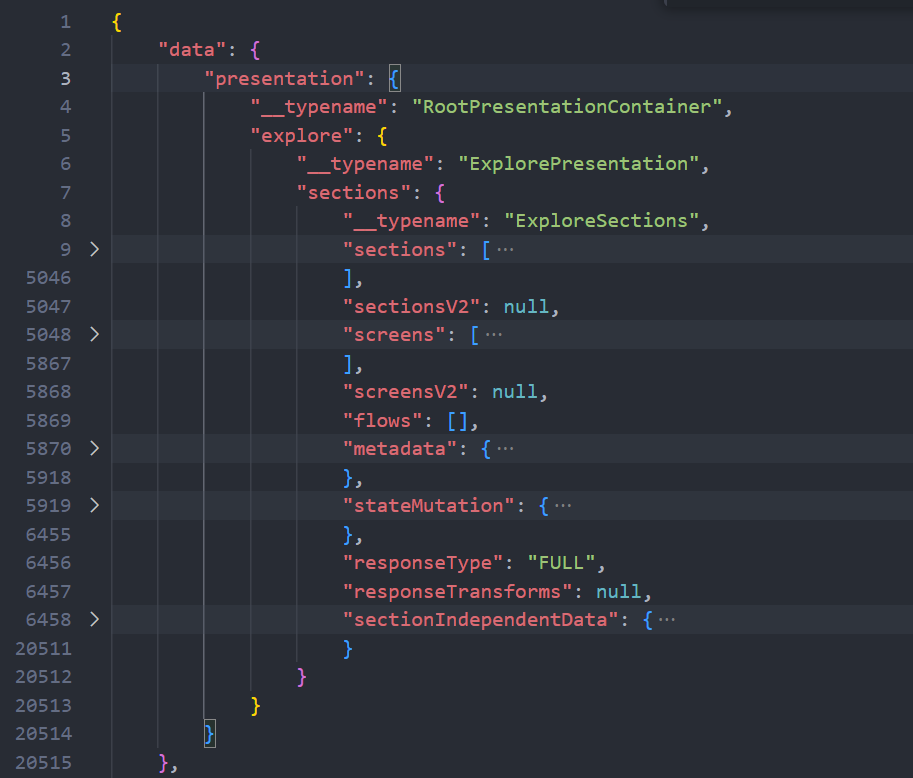 1 {
2 "data": {
3 "presentation": {
4 "__typename": "RootPresentationContainer",
5 "explore": {
6 "__typename": "ExplorePresentation",
7 "sections": {
8 "__typename": "ExploreSections",
9 > "sections": [ ···
5046 ],
5047 "sectionsV2": null,
5048 > "screens": [ ···
5867 ],
5868 "screensV2": null,
5869 "flows": [],
5870 > "metadata": { ···
5918 },
5919 > "stateMutation": { ···
6455 },
6456 "responseType": "FULL",
6457 "responseTransforms": null,
6458 > "sectionIndependentData": { ···
20511 }
20512 }
20513 }
20514 }
20515 },